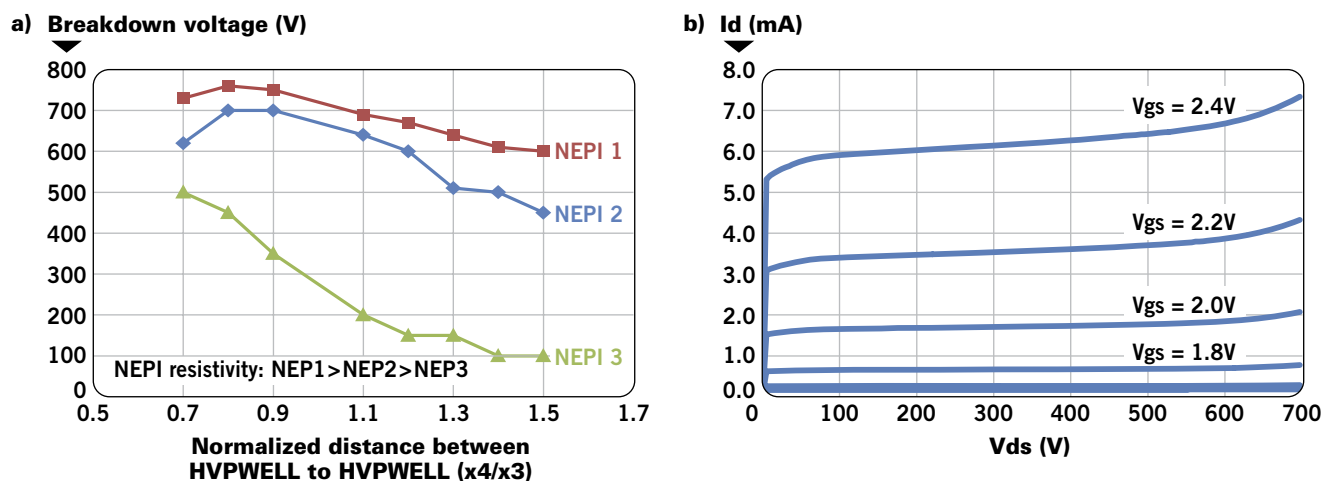 a) Breakdown voltage (V)
800
700
600
500
400
300
200
100
0
0.5 0.7 0.9 1.1 1.3 1.5 1.7
NEPI 1
NEPI 2
NEPI 3
NEPI resistivity: NEP1>NEP2>NEP3
Normalized distance between
HVPWELL to HVPWELL (x4/x3)
b) Id (mA)
8.0
7.0
6.0
5.0
4.0
3.0
2.0
1.0
0.0
0 100 200 300 400 500 600 700
Vgs = 2.4V
Vgs = 2.2V
Vgs = 2.0V
Vgs = 1.8V
Vds (V)